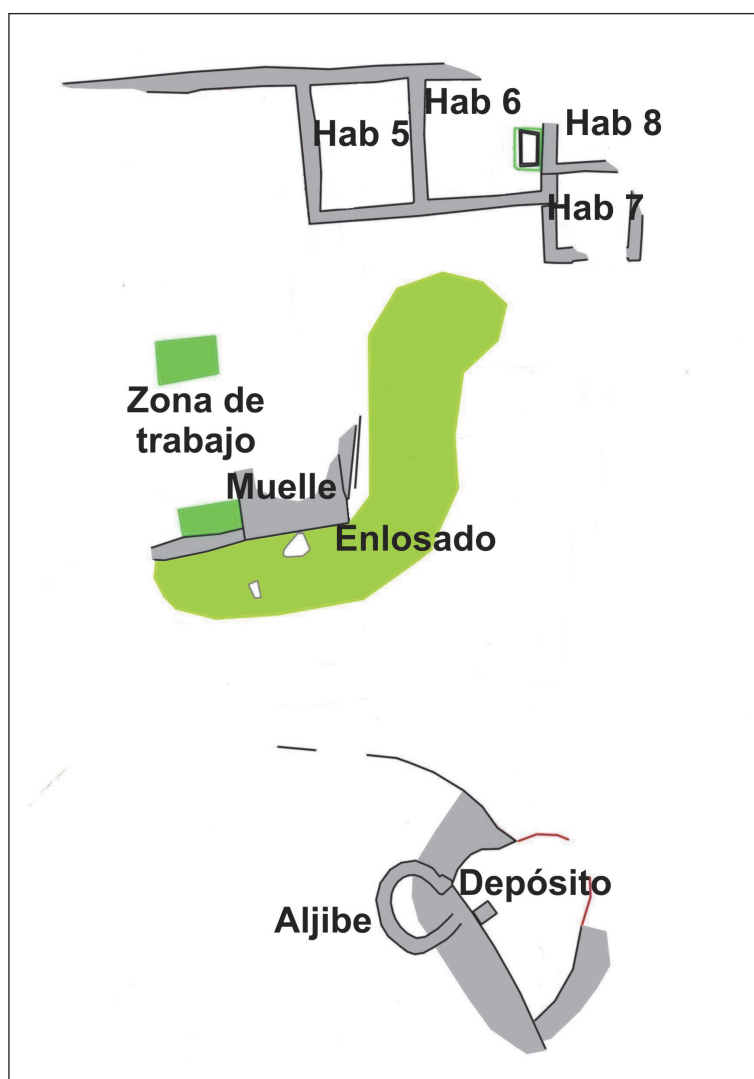 Hab 5
Hab 6
Hab 8
Hab 7
Zona de
trabajo
Muelle
Enlosado
Depósito
Aljibe